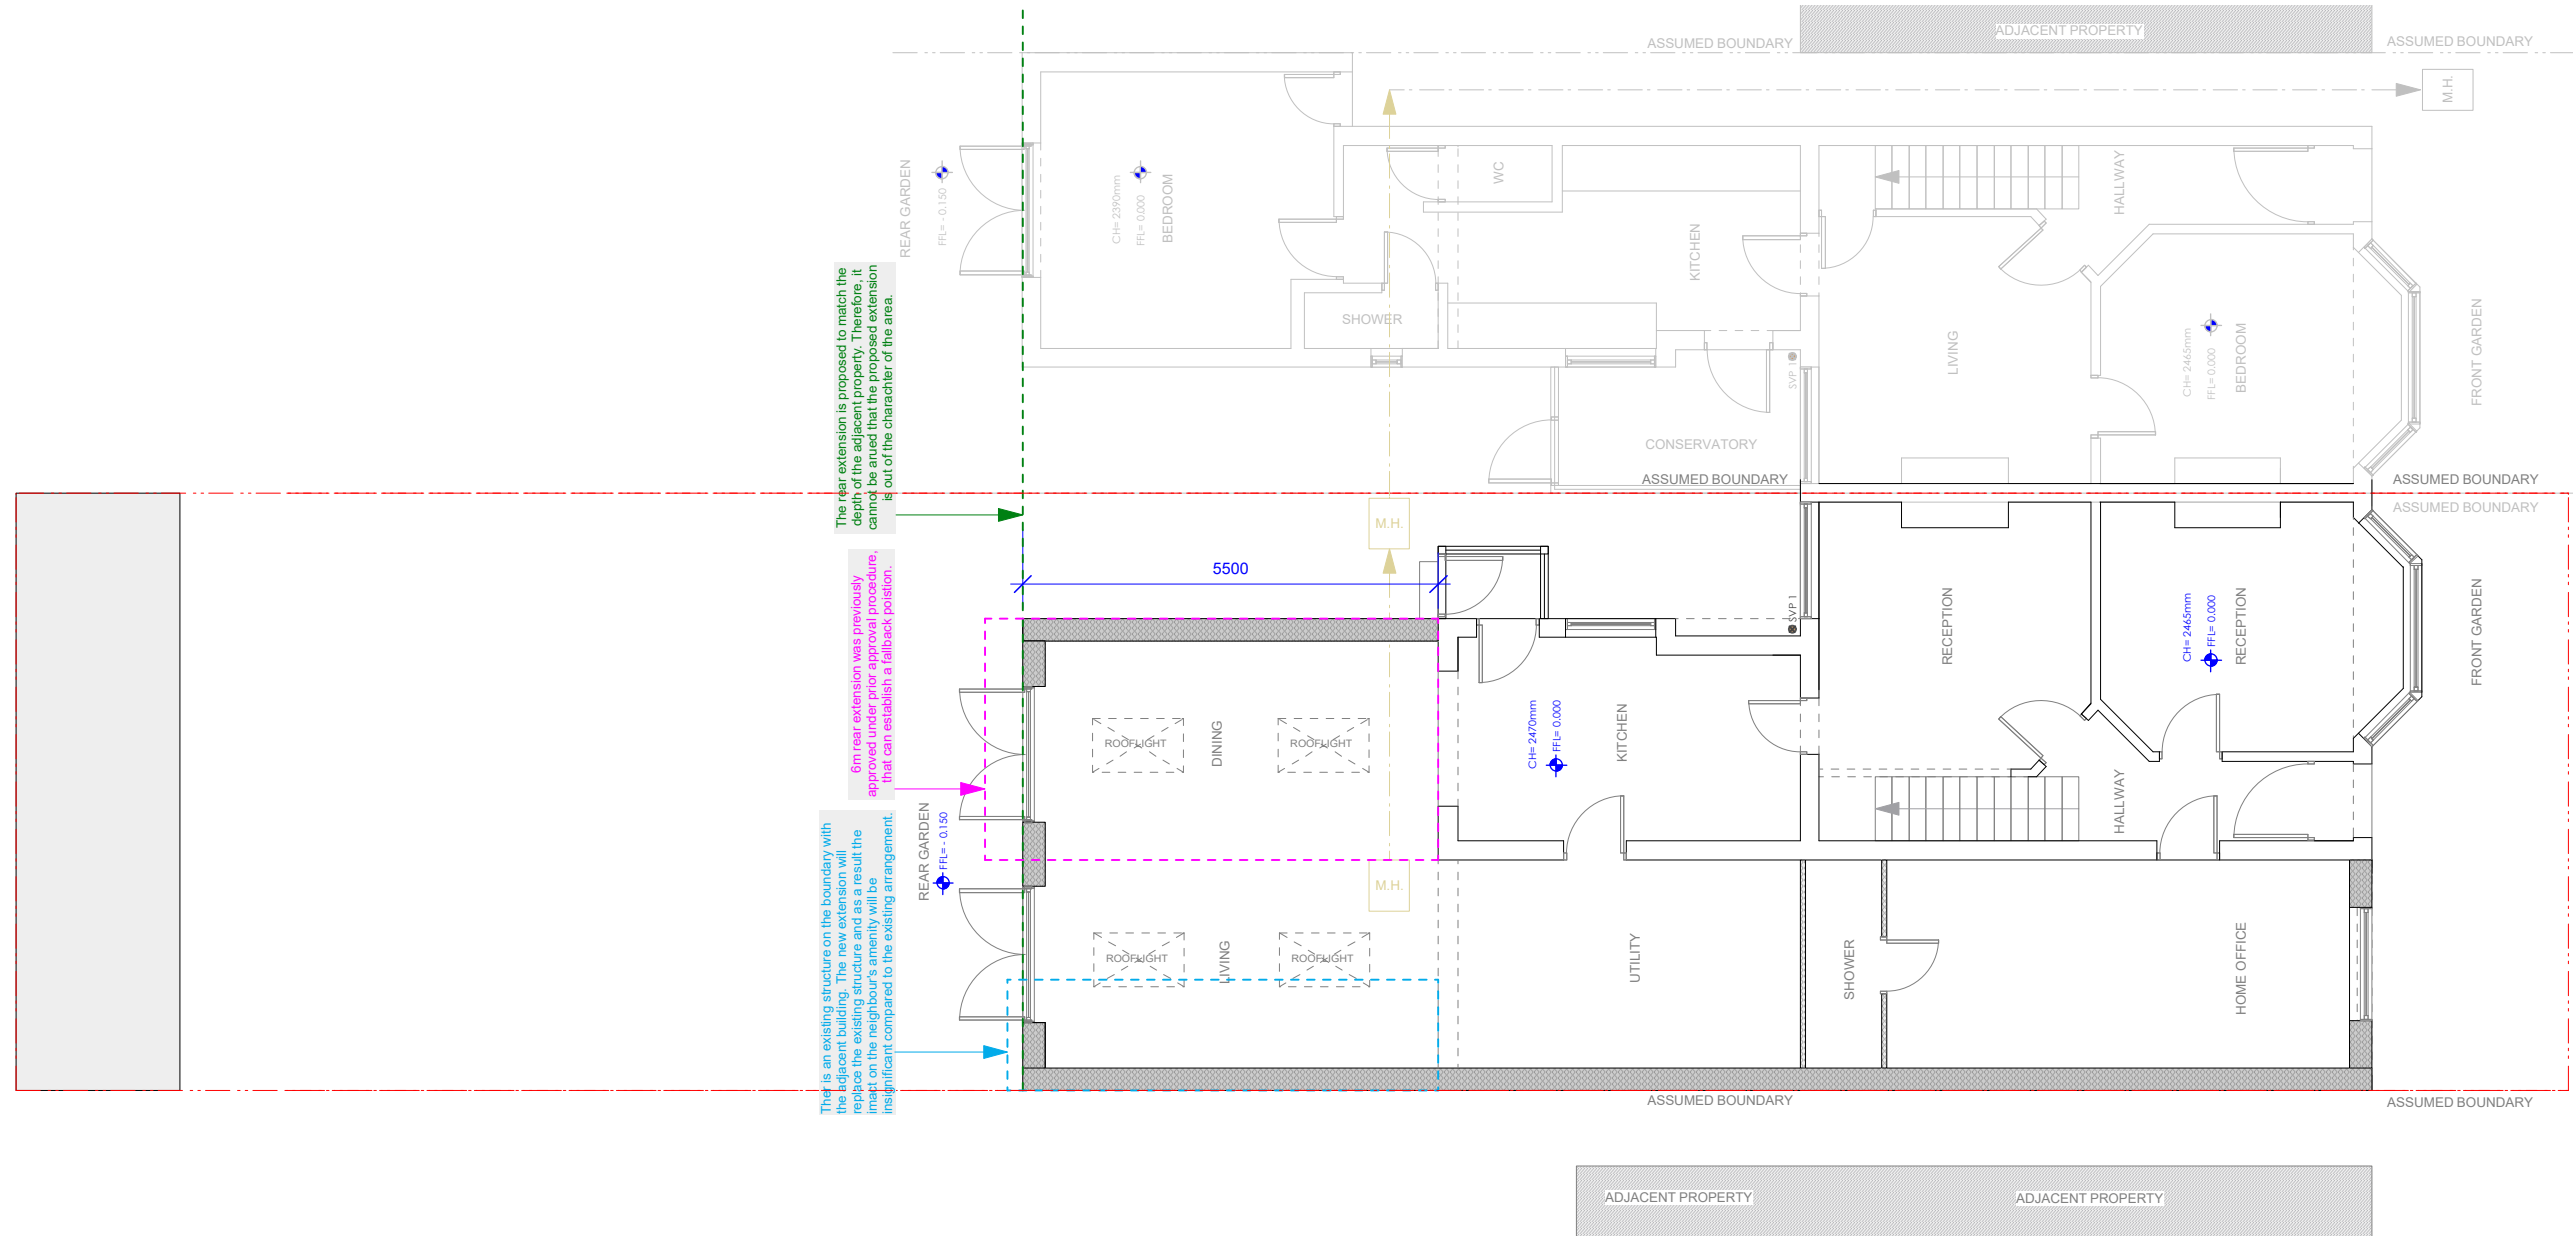 ADJACENT PROPERTY
ASSUMED BOUNDARY
ASSUMED BOUNDARY
M.H.
REAR GARDEN
FFL= - 0.150
CH= 2390mm
FFL= 0.000
BEDROOM
WC
KITCHEN
SHOWER
HALLWAY
LIVING
CH= 2465mm
FFL= 0.000
BEDROOM
FRONT GARDEN
SVP 1
CONSERVATORY
ASSUMED BOUNDARY
ASSUMED BOUNDARY
ASSUMED BOUNDARY
The rear extension is proposed to match the
depth of the adjacent property. Therefore, it
cannot be arued that the proposed extension
is out of the charachter of the area.
M.H.
5500
6m rear extension was previously
approved under prior approval procedure,
that can establish a fallback poistion.
SVP 1
RECEPTION
CH= 2465mm
FFL= 0.000
RECEPTION
FRONT GARDEN
ROOFLIGHT
DINING
ROOFLIGHT
CH= 2470mm
FFL= 0.000
KITCHEN
HALLWAY
REAR GARDEN
FFL= - 0.150
Ther is an existing structure on the boundary with
the adjacent building. The new extension will
replace the existing structure and as a result the
imact on the neighbour's amenity will be
insignificant compared to the existing arrangement.
M.H.
ROOFLIGHT
LIVING
ROOFLIGHT
UTILITY
SHOWER
HOME OFFICE
ASSUMED BOUNDARY
ASSUMED BOUNDARY
ADJACENT PROPERTY
ADJACENT PROPERTY